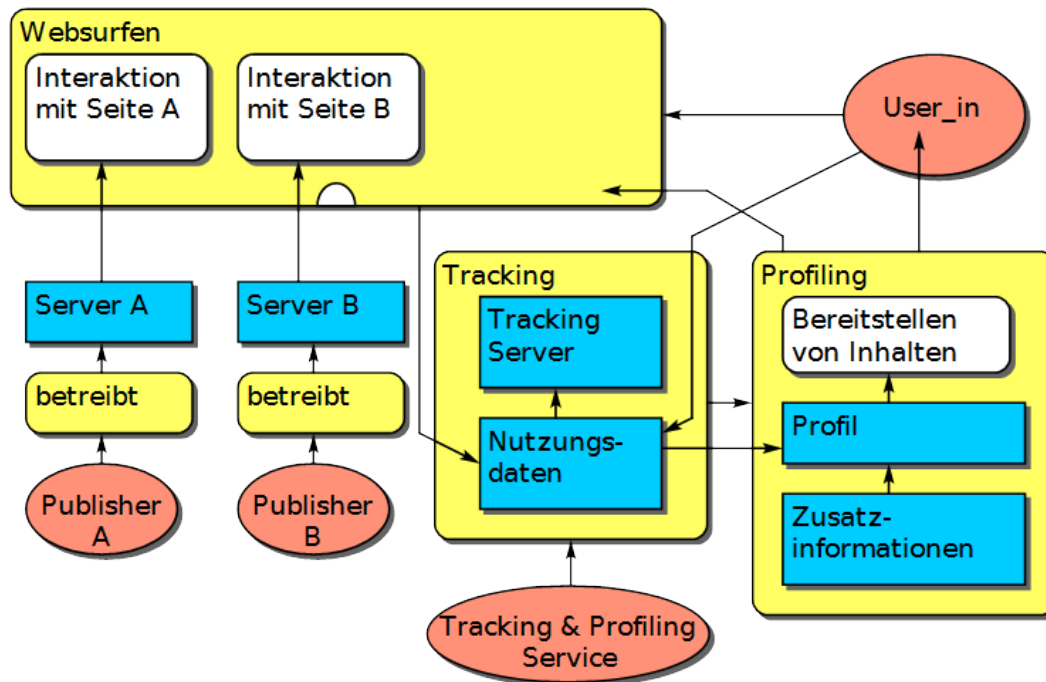 Websurfen
Interaktion
mit Seite A
Interaktion
mit Seite B
User_in
Server A
Server B
betreibt
betreibt
Publisher
A
Publisher
B
Tracking
Tracking
Server
Nutzungs-
daten
Tracking & Profiling
Service
Profiling
Bereitstellen
von Inhalten
Profil
Zusatz-
informationen